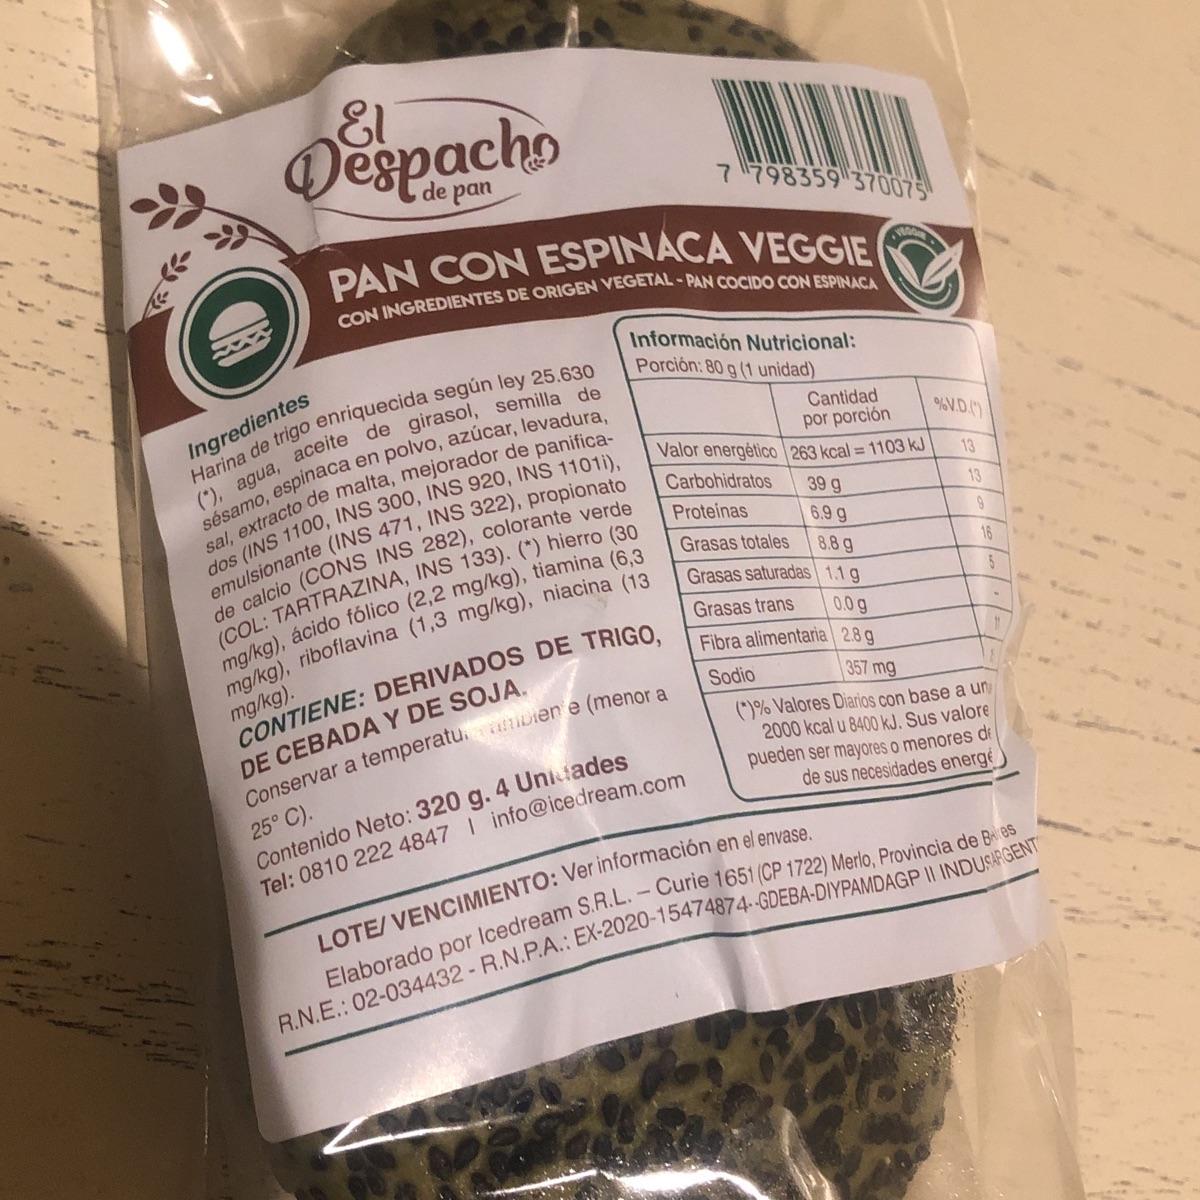 El
Despacho
de pan
7 798359 370075
PAN CON ESPINACA VEGGIE
CON INGREDIENTES DE ORIGEN VEGETAL - PAN COCIDO CON ESPINACA
VEGGIE
Ingredientes
Harina de trigo enriquecida según ley 25.630
(*), agua, aceite de girasol, semilla de
sésamo, espinaca en polvo, azúcar, levadura,
sal, extracto de malta, mejorador de panifica-
dos (INS 1100, INS 300, INS 920, INS 1101i),
emulsionante (INS 471, INS 322), propionato
de calcio (CONS INS 282), colorante verde
(COL: TARTRAZINA, INS 133). (*) hierro (30
mg/kg), ácido fólico (2,2 mg/kg), tiamina (6,3
mg/kg), riboflavina (1,3 mg/kg), niacina (13
mg/kg).
CONTIENE: DERIVADOS DE TRIGO,
DE CEBADA Y DE SOJA.
Conservar a temperatura ambiente (menor a
25° C).
Contenido Neto: 320 g. 4 Unidades
Tel: 0810 222 4847 | info@icedream.com
Información Nutricional:
Porción: 80 g (1 unidad)
Cantidad por porción %V.D.(*)
Valor energético 263 kcal = 1103 kJ 13
Carbohidratos 39 g 13
Proteínas 6.9 g 9
Grasas totales 8.8 g 16
Grasas saturadas 1.1 g 5
Grasas trans 0.0 g -
Fibra alimentaria 2.8 g 11
Sodio 357 mg
(*)% Valores Diarios con base a un
2000 kcal u 8400 kJ. Sus valore
pueden ser mayores o menores de
de sus necesidades energé
LOTE/ VENCIMIENTO: Ver información en el envase.
Elaborado por Icedream S.R.L. – Curie 1651 (CP 1722) Merlo, Provincia de
R.N.E.: 02-034432 - R.N.P.A.: EX-2020-15474874--GDEBA-DIYPAMDAGP II